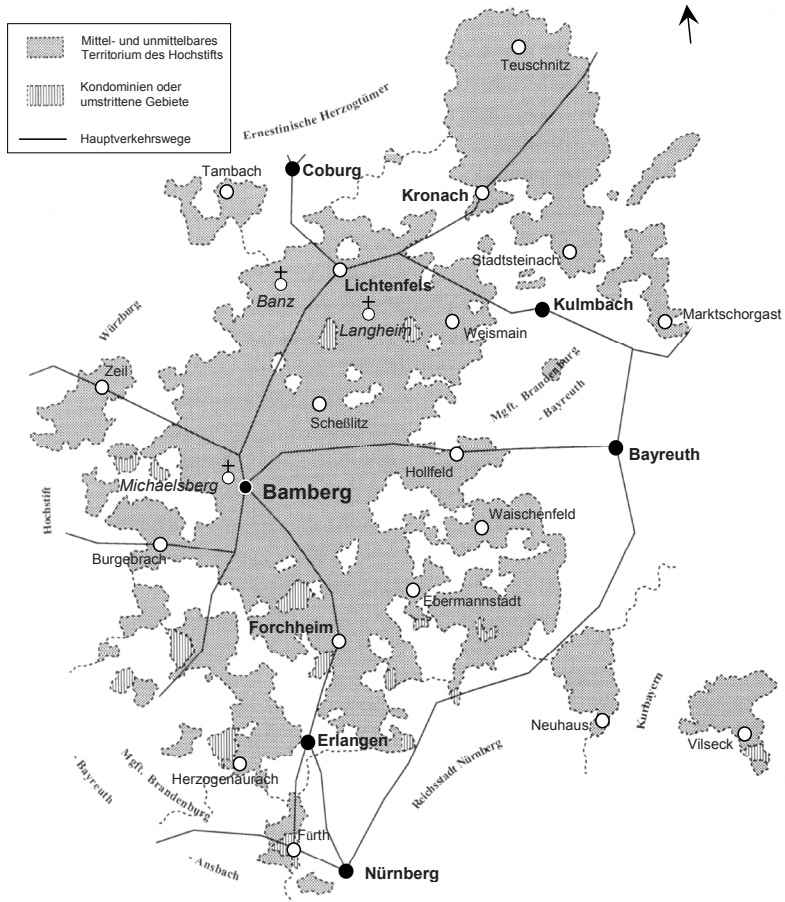 Mittel- und unmittelbares
Territorium des Hochstifts
Kondominien oder
umstrittene Gebiete
Hauptverkehrswege
Teuschnitz
Ernestinische Herzogtümer
Tambach
Coburg
Kronach
Stadtsteinach
Lichtenfels
Banz
Kulmbach
Marktschorgast
Langheim
Weismain
Würzburg
Zeil
Mgft. Brandenburg
- Bayreuth
Scheßlitz
Bayreuth
Hollfeld
Michaelsberg
Bamberg
Hochstift
Waischenfeld
Burgebrach
Ebermannstadt
Forchheim
Kurbayern
Neuhaus
Vilseck
Erlangen
Herzogenaurach
Reichsstadt Nürnberg
Mgft. Brandenburg
- Bayreuth
Fürth
- Ansbach
Nürnberg